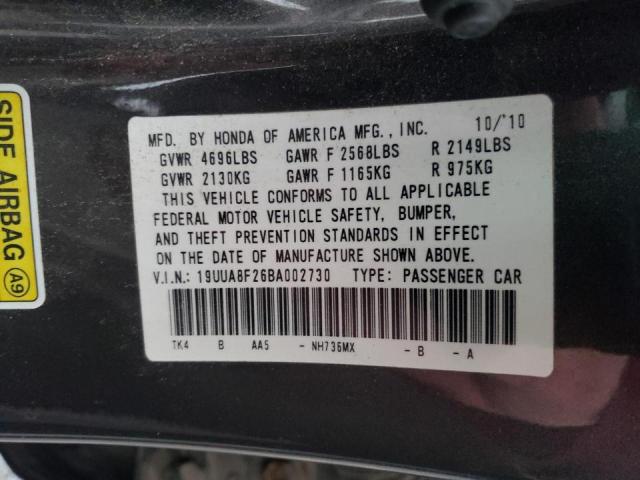 SIDE AIRBAG A9
MFD. BY HONDA OF AMERICA MFG., INC. 10/'10
GVWR 4696LBS GAWR F 2568LBS R 2149LBS
GVWR 2130KG GAWR F 1165KG R 975KG
THIS VEHICLE CONFORMS TO ALL APPLICABLE
FEDERAL MOTOR VEHICLE SAFETY, BUMPER,
AND THEFT PREVENTION STANDARDS IN EFFECT
ON THE DATE OF MANUFACTURE SHOWN ABOVE.
V.I.N.: 19UUA8F26BA002730 TYPE: PASSENGER CAR
TK4 B AA5 - NH736MX - B - A